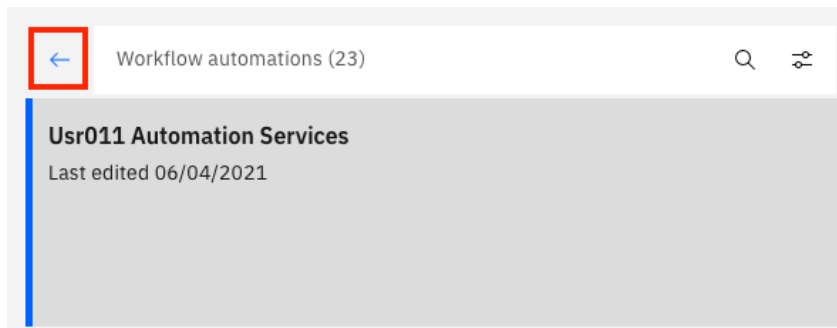 Workflow automations (23)
Usr011 Automation Services
Last edited 06/04/2021